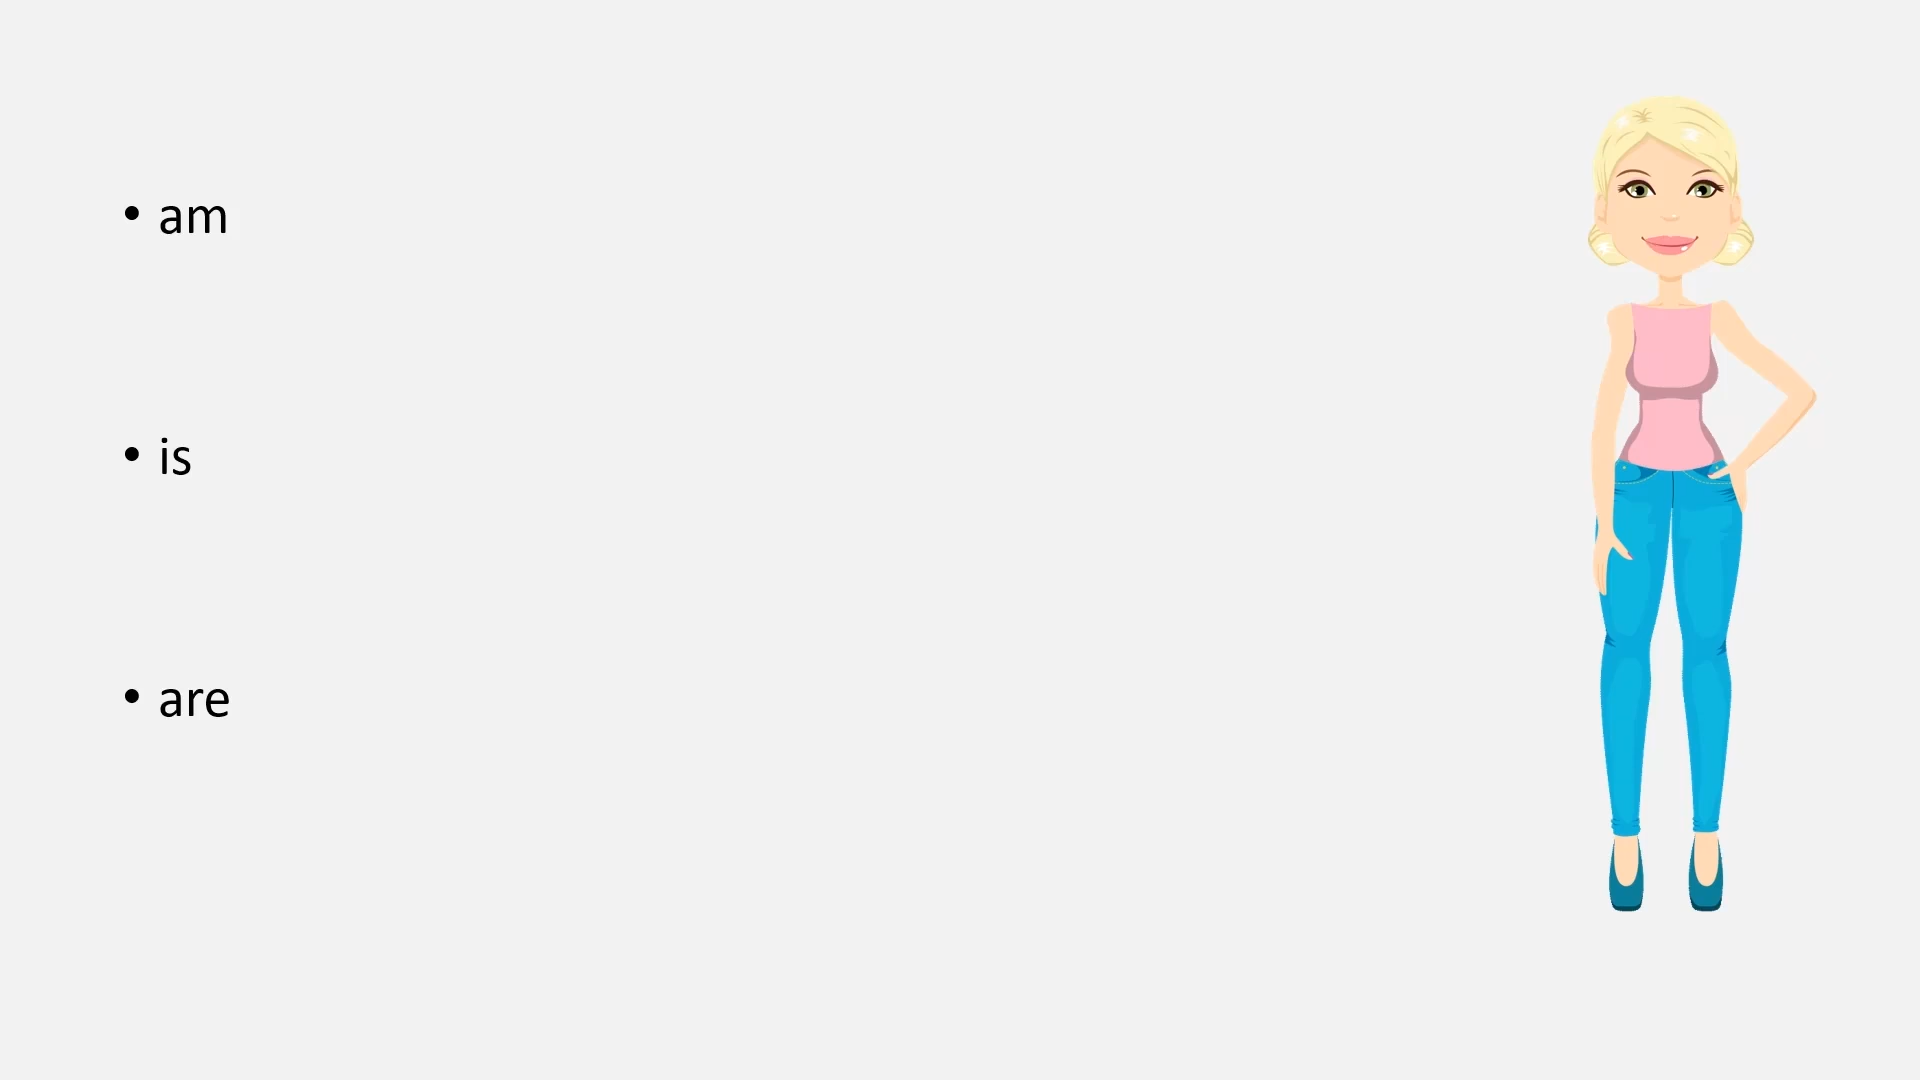 • am
• is
• are